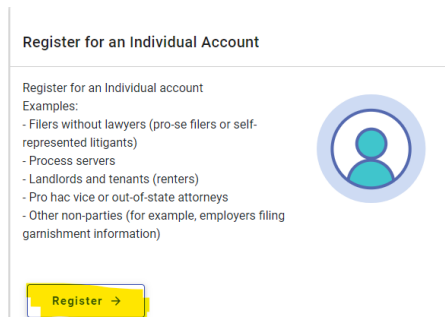 Register for an Individual Account
Register for an Individual account
Examples:
- Filers without lawyers (pro-se filers or self-
represented litigants)
- Process servers
- Landlords and tenants (renters)
- Pro hac vice or out-of-state attorneys
- Other non-parties (for example, employers filing
garnishment information)
Register →